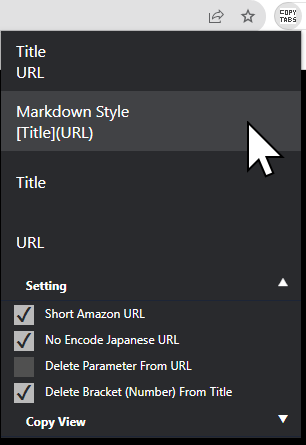 COPY
TABS
Title
URL
Markdown Style
[Title](URL)
Title
URL
Setting
Short Amazon URL
No Encode Japanese URL
Delete Parameter From URL
Delete Bracket (Number) From Title
Copy View